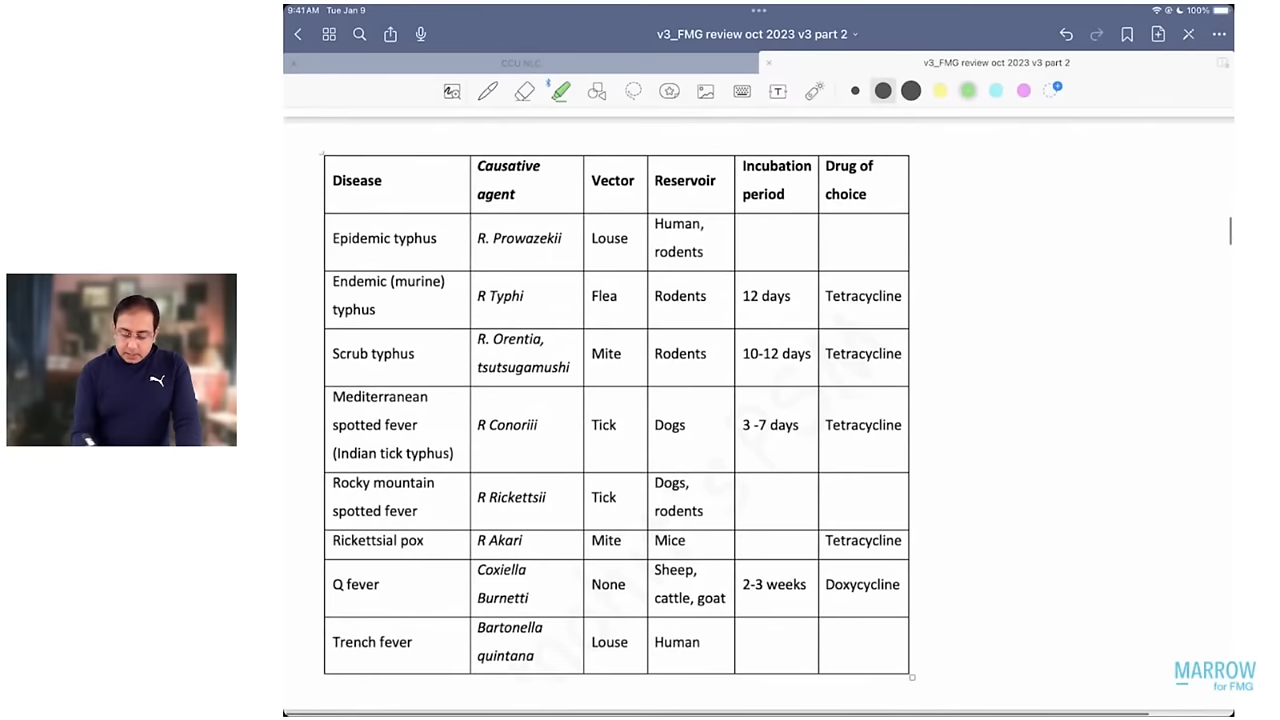 9:41 AM Tue Jan 9
100%
v3_FMG review oct 2023 v3 part 2
CCU NLC
v3_FMG review oct 2023 v3 part 2
Disease
Causative
agent
Vector
Reservoir
Incubation
period
Drug of
choice
Epidemic typhus
R. Prowazekii
Louse
Human,
rodents
Endemic (murine)
typhus
R Typhi
Flea
Rodents
12 days
Tetracycline
Scrub typhus
R. Orentia,
tsutsugamushi
Mite
Rodents
10-12 days
Tetracycline
Mediterranean
spotted fever
(Indian tick typhus)
R Conoriii
Tick
Dogs
3 -7 days
Tetracycline
Rocky mountain
spotted fever
R Rickettsii
Tick
Dogs,
rodents
Rickettsial pox
R Akari
Mite
Mice
Tetracycline
Q fever
Coxiella
Burnetti
None
Sheep,
cattle, goat
2-3 weeks
Doxycycline
Trench fever
Bartonella
quintana
Louse
Human
MARROW
for FMG